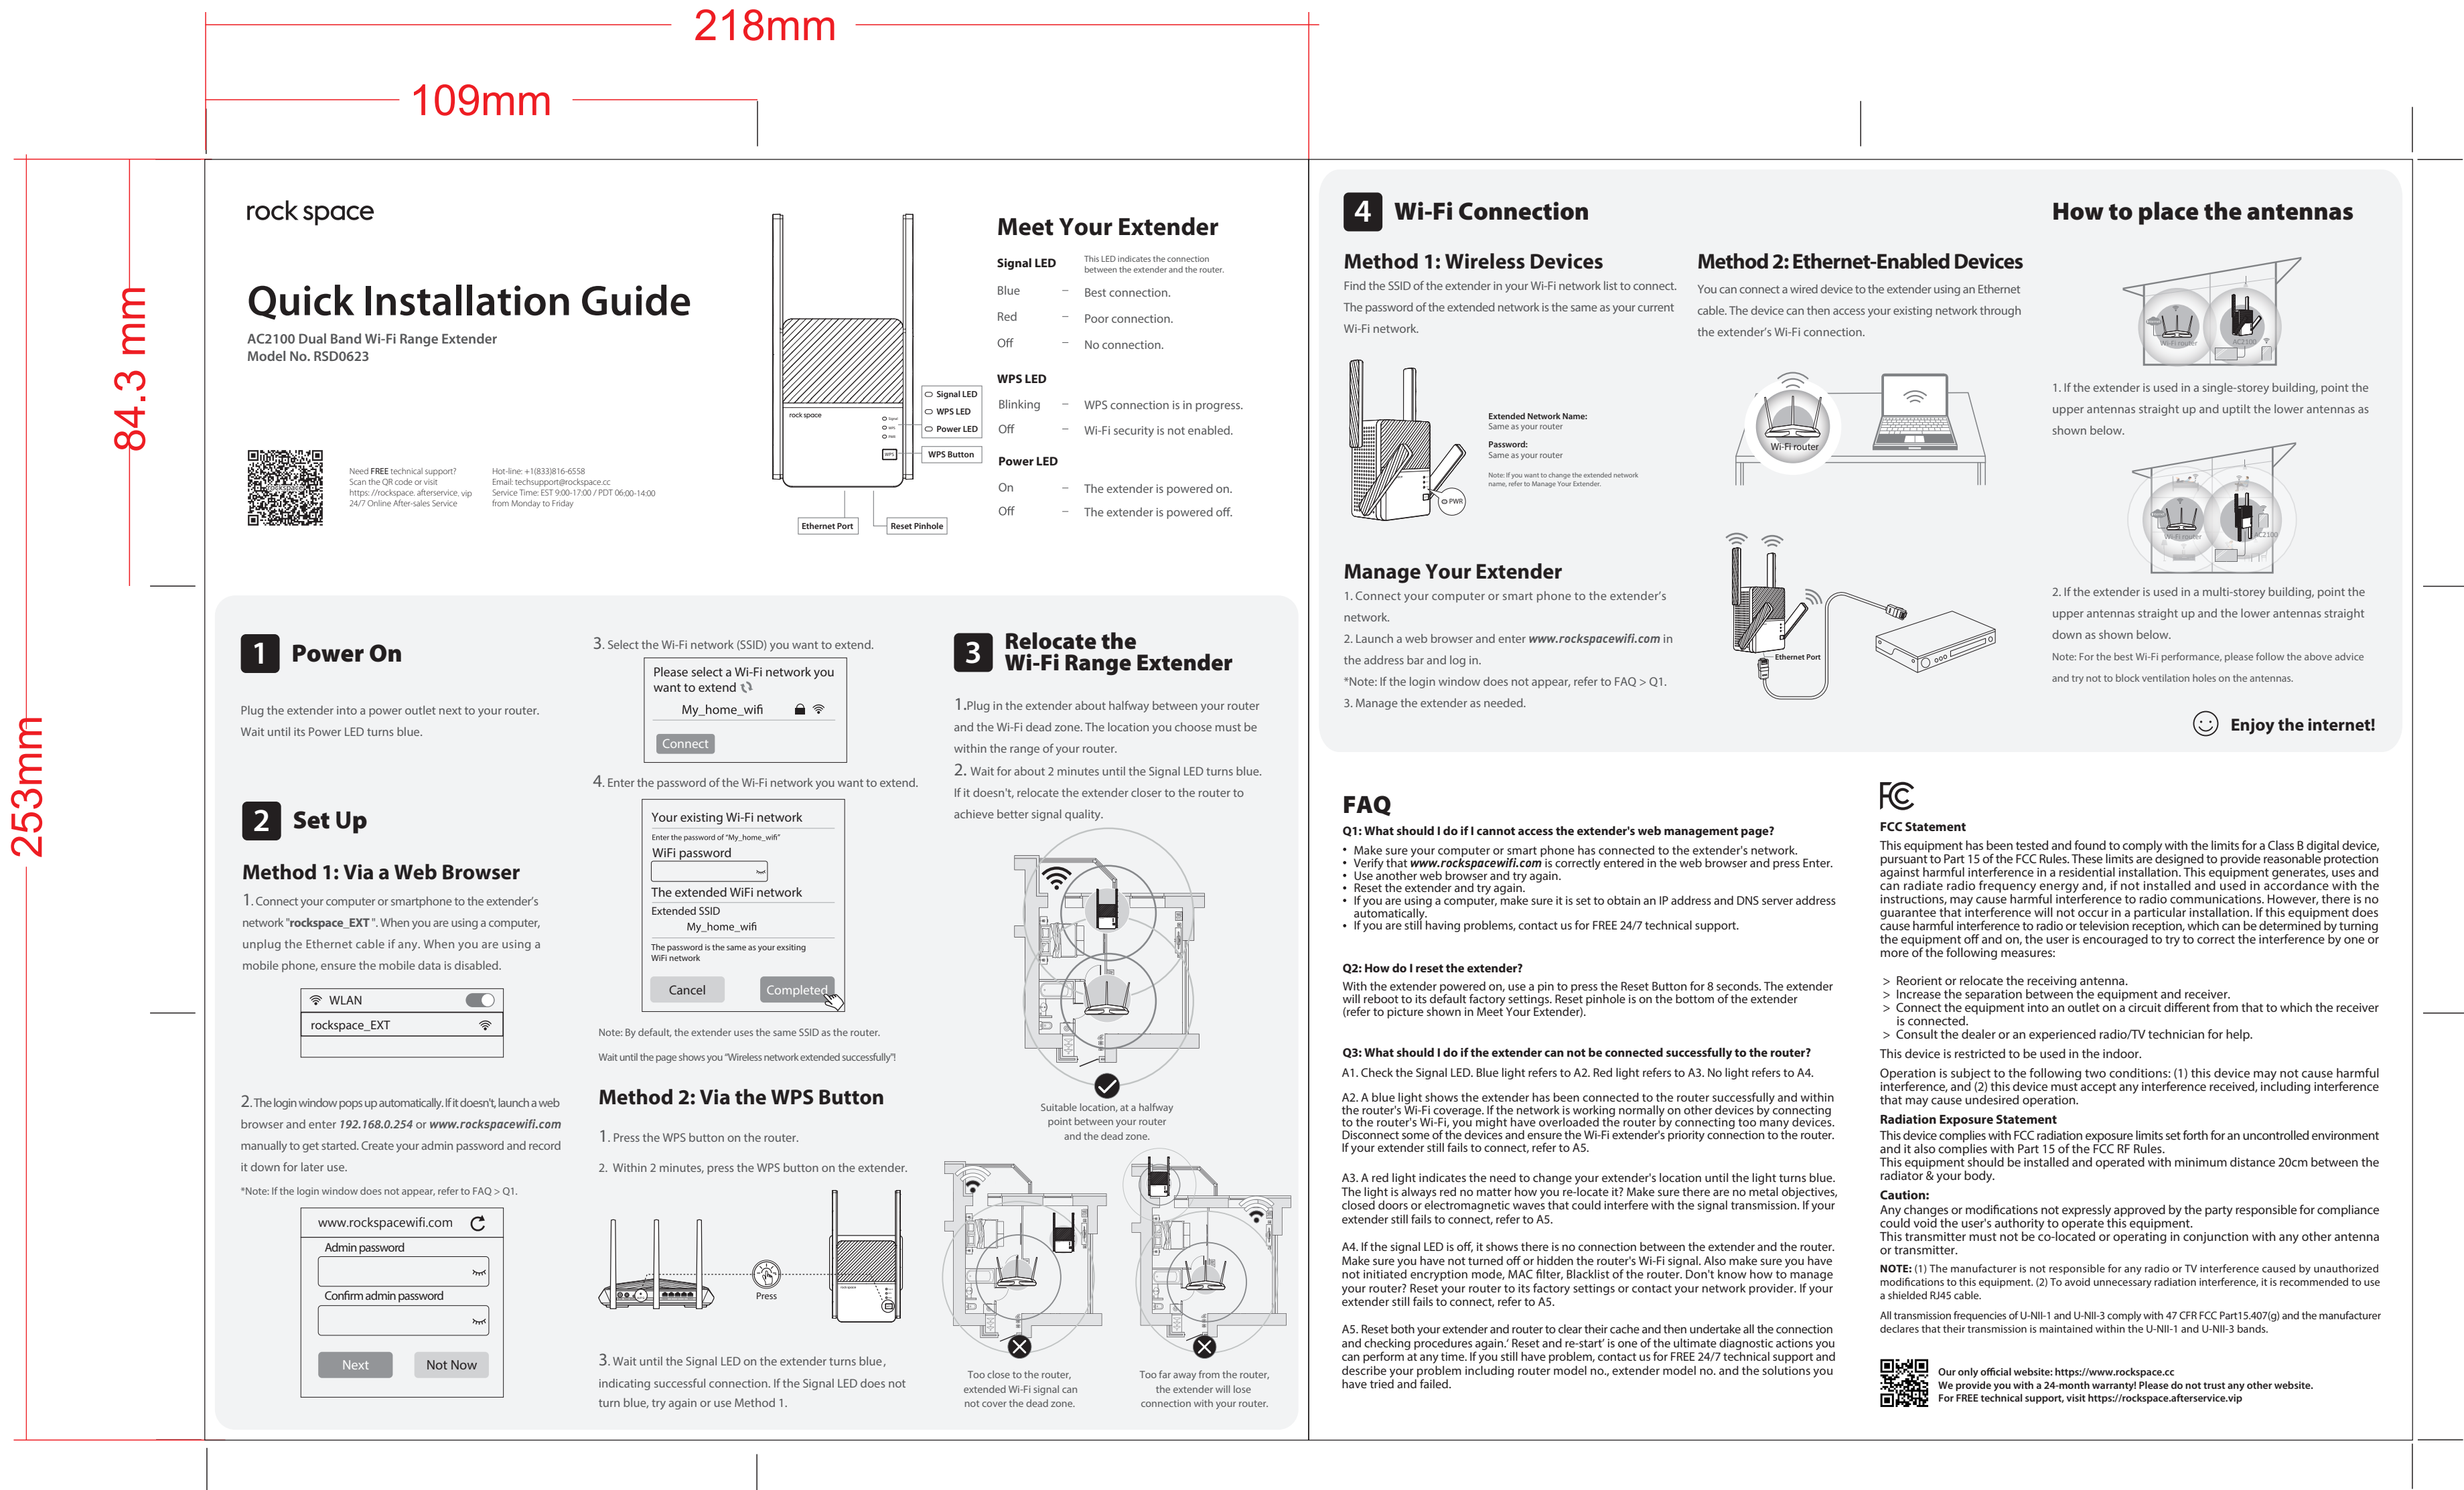 218mm
109mm
84.3 mm
253mm
rock space
Quick Installation Guide
AC2100 Dual Band Wi-Fi Range Extender
Model No. RSD0623
rockspace
Need FREE technical support?
Scan the QR code or visit
https: //rockspace. afterservice. vip
24/7 Online After-sales Service
Hot-line: +1(833)816-6558
Email: techsupport@rockspace.cc
Service Time: EST 9:00-17:00 / PDT 06:00-14:00
from Monday to Friday
rock space
Signal
WPS
PWR
WPS
Signal LED
WPS LED
Power LED
WPS Button
Ethernet Port
Reset Pinhole
Meet Your Extender
Signal LED
This LED indicates the connection
between the extender and the router.
Blue – Best connection.
Red – Poor connection.
Off – No connection.
WPS LED
Blinking – WPS connection is in progress.
Off – Wi-Fi security is not enabled.
Power LED
On – The extender is powered on.
Off – The extender is powered off.
1 Power On
Plug the extender into a power outlet next to your router.
Wait until its Power LED turns blue.
2 Set Up
Method 1: Via a Web Browser
1. Connect your computer or smartphone to the extender's
network "rockspace_EXT ". When you are using a computer,
unplug the Ethernet cable if any. When you are using a
mobile phone, ensure the mobile data is disabled.
WLAN
rockspace_EXT
2. The login window pops up automatically. If it doesn't, launch a web
browser and enter 192.168.0.254 or www.rockspacewifi.com
manually to get started. Create your admin password and record
it down for later use.
*Note: If the login window does not appear, refer to FAQ > Q1.
www.rockspacewifi.com
Admin password
Confirm admin password
Next
Not Now
3. Select the Wi-Fi network (SSID) you want to extend.
Please select a Wi-Fi network you
want to extend
My_home_wifi
Connect
4. Enter the password of the Wi-Fi network you want to extend.
Your existing Wi-Fi network
Enter the password of "My_home_wifi"
WiFi password
The extended WiFi network
Extended SSID
My_home_wifi
The password is the same as your exsiting
WiFi network
Cancel
Completed
Note: By default, the extender uses the same SSID as the router.
Wait until the page shows you "Wireless network extended successfully"!
Method 2: Via the WPS Button
1. Press the WPS button on the router.
2. Within 2 minutes, press the WPS button on the extender.
Press
3. Wait until the Signal LED on the extender turns blue,
indicating successful connection. If the Signal LED does not
turn blue, try again or use Method 1.
3 Relocate the
Wi-Fi Range Extender
1.Plug in the extender about halfway between your router
and the Wi-Fi dead zone. The location you choose must be
within the range of your router.
2. Wait for about 2 minutes until the Signal LED turns blue.
If it doesn't, relocate the extender closer to the router to
achieve better signal quality.
Suitable location, at a halfway
point between your router
and the dead zone.
Too close to the router,
extended Wi-Fi signal can
not cover the dead zone.
Too far away from the router,
the extender will lose
connection with your router.
4 Wi-Fi Connection
Method 1: Wireless Devices
Find the SSID of the extender in your Wi-Fi network list to connect.
The password of the extended network is the same as your current
Wi-Fi network.
PWR
Extended Network Name:
Same as your router
Password:
Same as your router
Note: If you want to change the extended network
name, refer to Manage Your Extender.
Manage Your Extender
1. Connect your computer or smart phone to the extender's
network.
2. Launch a web browser and enter www.rockspacewifi.com in
the address bar and log in.
*Note: If the login window does not appear, refer to FAQ > Q1.
3. Manage the extender as needed.
Method 2: Ethernet-Enabled Devices
You can connect a wired device to the extender using an Ethernet
cable. The device can then access your existing network through
the extender's Wi-Fi connection.
Wi-Fi router
Ethernet Port
How to place the antennas
Wi-Fi router
AC2100
1. If the extender is used in a single-storey building, point the
upper antennas straight up and uptilt the lower antennas as
shown below.
Wi-Fi router
AC2100
2. If the extender is used in a multi-storey building, point the
upper antennas straight up and the lower antennas straight
down as shown below.
Note: For the best Wi-Fi performance, please follow the above advice
and try not to block ventilation holes on the antennas.
Enjoy the internet!
FAQ
Q1: What should I do if I cannot access the extender's web management page?
• Make sure your computer or smart phone has connected to the extender's network.
• Verify that www.rockspacewifi.com is correctly entered in the web browser and press Enter.
• Use another web browser and try again.
• Reset the extender and try again.
• If you are using a computer, make sure it is set to obtain an IP address and DNS server address
automatically.
• If you are still having problems, contact us for FREE 24/7 technical support.
Q2: How do I reset the extender?
With the extender powered on, use a pin to press the Reset Button for 8 seconds. The extender
will reboot to its default factory settings. Reset pinhole is on the bottom of the extender
(refer to picture shown in Meet Your Extender).
Q3: What should I do if the extender can not be connected successfully to the router?
A1. Check the Signal LED. Blue light refers to A2. Red light refers to A3. No light refers to A4.
A2. A blue light shows the extender has been connected to the router successfully and within
the router's Wi-Fi coverage. If the network is working normally on other devices by connecting
to the router's Wi-Fi, you might have overloaded the router by connecting too many devices.
Disconnect some of the devices and ensure the Wi-Fi extender's priority connection to the router.
If your extender still fails to connect, refer to A5.
A3. A red light indicates the need to change your extender's location until the light turns blue.
The light is always red no matter how you re-locate it? Make sure there are no metal objectives,
closed doors or electromagnetic waves that could interfere with the signal transmission. If your
extender still fails to connect, refer to A5.
A4. If the signal LED is off, it shows there is no connection between the extender and the router.
Make sure you have not turned off or hidden the router's Wi-Fi signal. Also make sure you have
not initiated encryption mode, MAC filter, Blacklist of the router. Don't know how to manage
your router? Reset your router to its factory settings or contact your network provider. If your
extender still fails to connect, refer to A5.
A5. Reset both your extender and router to clear their cache and then undertake all the connection
and checking procedures again.' Reset and re-start' is one of the ultimate diagnostic actions you
can perform at any time. If you still have problem, contact us for FREE 24/7 technical support and
describe your problem including router model no., extender model no. and the solutions you
have tried and failed.
FC
FCC Statement
This equipment has been tested and found to comply with the limits for a Class B digital device,
pursuant to Part 15 of the FCC Rules. These limits are designed to provide reasonable protection
against harmful interference in a residential installation. This equipment generates, uses and
can radiate radio frequency energy and, if not installed and used in accordance with the
instructions, may cause harmful interference to radio communications. However, there is no
guarantee that interference will not occur in a particular installation. If this equipment does
cause harmful interference to radio or television reception, which can be determined by turning
the equipment off and on, the user is encouraged to try to correct the interference by one or
more of the following measures:
> Reorient or relocate the receiving antenna.
> Increase the separation between the equipment and receiver.
> Connect the equipment into an outlet on a circuit different from that to which the receiver
is connected.
> Consult the dealer or an experienced radio/TV technician for help.
This device is restricted to be used in the indoor.
Operation is subject to the following two conditions: (1) this device may not cause harmful
interference, and (2) this device must accept any interference received, including interference
that may cause undesired operation.
Radiation Exposure Statement
This device complies with FCC radiation exposure limits set forth for an uncontrolled environment
and it also complies with Part 15 of the FCC RF Rules.
This equipment should be installed and operated with minimum distance 20cm between the
radiator & your body.
Caution:
Any changes or modifications not expressly approved by the party responsible for compliance
could void the user's authority to operate this equipment.
This transmitter must not be co-located or operating in conjunction with any other antenna
or transmitter.
NOTE: (1) The manufacturer is not responsible for any radio or TV interference caused by unauthorized
modifications to this equipment. (2) To avoid unnecessary radiation interference, it is recommended to use
a shielded RJ45 cable.
All transmission frequencies of U-NII-1 and U-NII-3 comply with 47 CFR FCC Part15.407(g) and the manufacturer
declares that their transmission is maintained within the U-NII-1 and U-NII-3 bands.
Our only official website: https://www.rockspace.cc
We provide you with a 24-month warranty! Please do not trust any other website.
For FREE technical support, visit https://rockspace.afterservice.vip